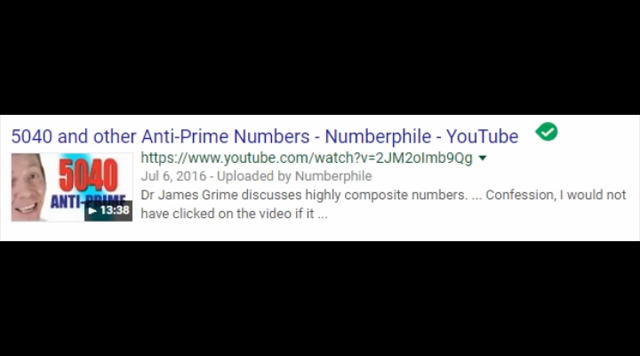 5040 and other Anti-Prime Numbers - Numberphile - YouTube
https://www.youtube.com/watch?v=2JM2oImb9Qg
5040
ANTI-PRIME
13:38
Jul 6, 2016 - Uploaded by Numberphile
Dr James Grime discusses highly composite numbers. ... Confession, I would not
have clicked on the video if it ...